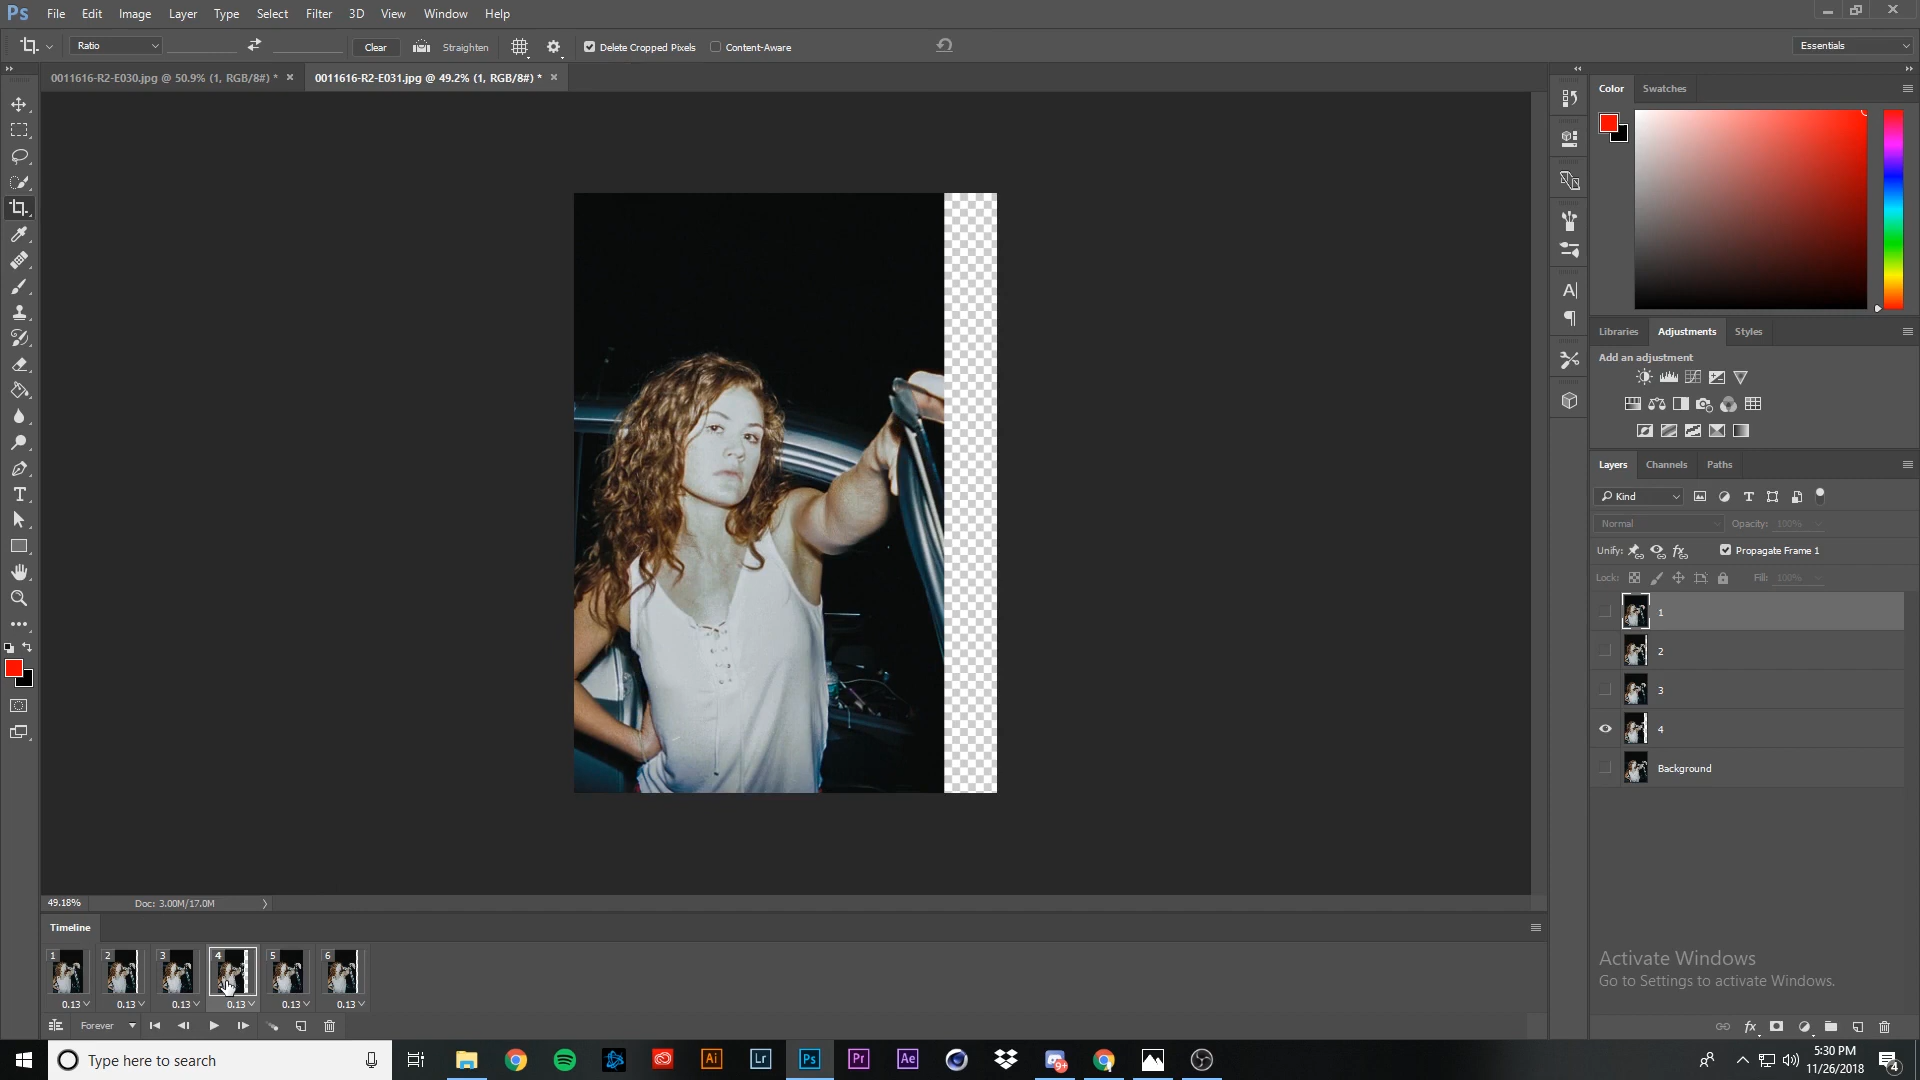 Ps File Edit Image Layer Type Select Filter 3D View Window Help
Ratio Clear Straighten Delete Cropped Pixels Content-Aware Essentials
0011616-R2-E030.jpg @ 50.9% (1, RGB/8#) * × 0011616-R2-E031.jpg @ 49.2% (1, RGB/8#) * ×
Color Swatches
Libraries Adjustments Styles
Add an adjustment
Layers Channels Paths
Kind
Normal Opacity: 100%
Unify: Propagate Frame 1
Lock: Fill: 100%
1
2
3
4
Background
49.18% Doc: 3.00M/17.0M
Timeline
1 2 3 4 5 6
0.13 0.13 0.13 0.13 0.13 0.13
Forever
Activate Windows
Go to Settings to activate Windows.
Type here to search
Ai Lr Ps Pr Ae
9+
5:30 PM
11/26/2018
4